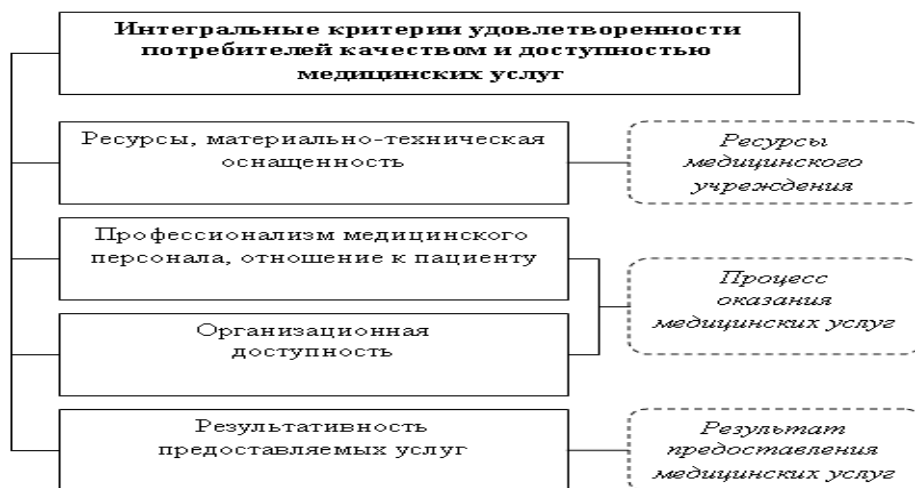 Интегральные критерии удовлетворенности
потребителей качеством и доступностью
медицинских услуг
Ресурсы, материально-техническая
оснащенность
Ресурсы
медицинского
учреждения
Профессионализм медицинского
персонала, отношение к пациенту
Процесс
оказания
медицинских услуг
Организационная
доступность
Результативность
предоставляемых услуг
Результат
предоставления
медицинских услуг